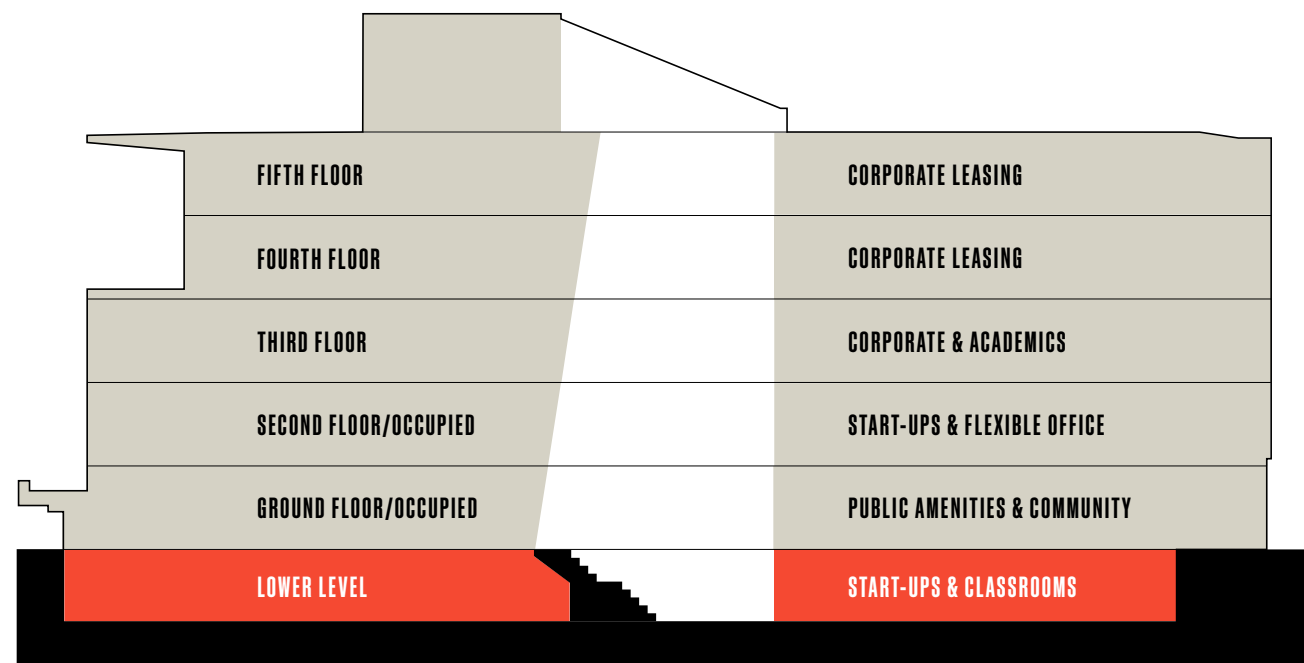 FIFTH FLOOR
CORPORATE LEASING
FOURTH FLOOR
CORPORATE LEASING
THIRD FLOOR
CORPORATE & ACADEMICS
SECOND FLOOR/OCCUPIED
START-UPS & FLEXIBLE OFFICE
GROUND FLOOR/OCCUPIED
PUBLIC AMENITIES & COMMUNITY
LOWER LEVEL
START-UPS & CLASSROOMS